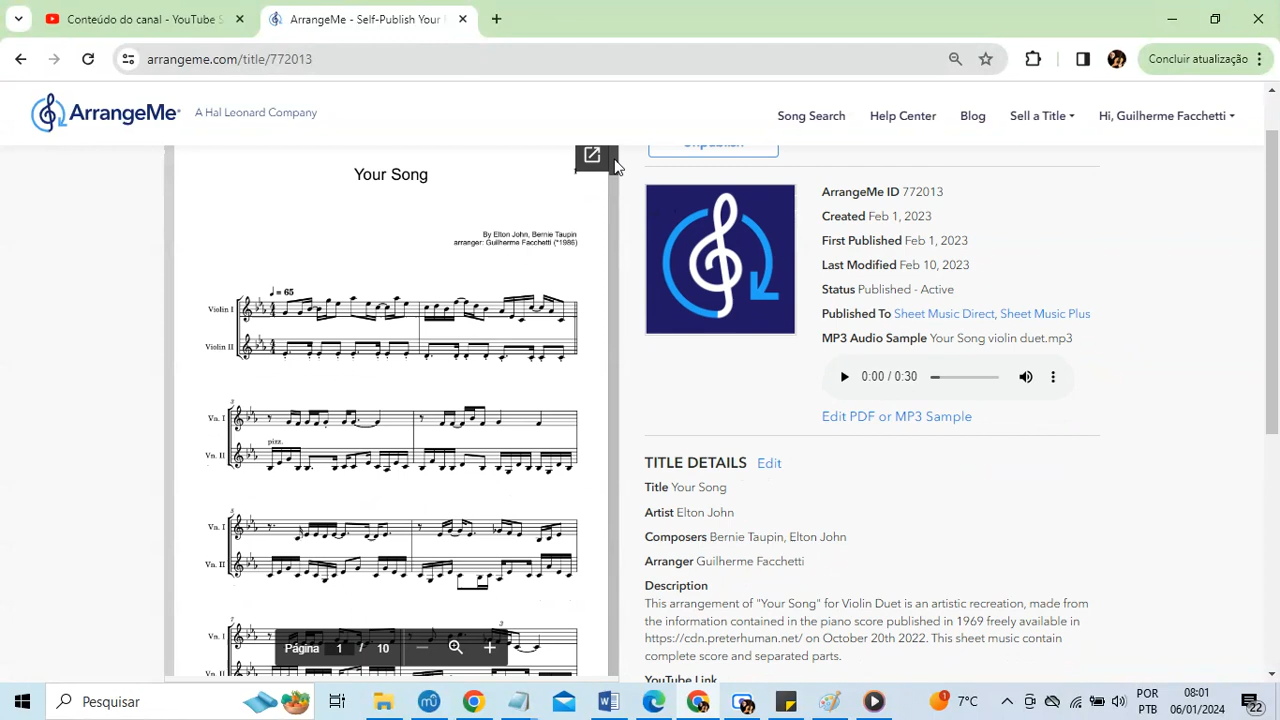 Conteúdo do canal - YouTube S
ArrangeMe - Self-Publish Your
arrangeme.com/title/772013
Concluir atualização
ArrangeMe
A Hal Leonard Company
Song Search
Help Center
Blog
Sell a Title
Hi, Guilherme Facchetti
Your Song
By Elton John, Bernie Taupin
arranger: Guilherme Facchetti (*1986)
= 65
Violin I
Violin II
3
Vn. I
pizz.
Vn. II
5
Vn. I
Vn. II
7
3
Vn. I
Vn. II
Página 1 / 10
Unpublish
ArrangeMe ID 772013
Created Feb 1, 2023
First Published Feb 1, 2023
Last Modified Feb 10, 2023
Status Published - Active
Published To Sheet Music Direct, Sheet Music Plus
MP3 Audio Sample Your Song violin duet.mp3
0:00 / 0:30
Edit PDF or MP3 Sample
TITLE DETAILS Edit
Title Your Song
Artist Elton John
Composers Bernie Taupin, Elton John
Arranger Guilherme Facchetti
Description
This arrangement of "Your Song" for Violin Duet is an artistic recreation, made from
the information contained in the piano score published in 1969 freely available in
https://cdn.preterhuman.net/ on October 20th 2022. This sheet music contain
complete score and separated parts.
YouTube Link
Pesquisar
1
7°C
POR
PTB
08:01
06/01/2024
22